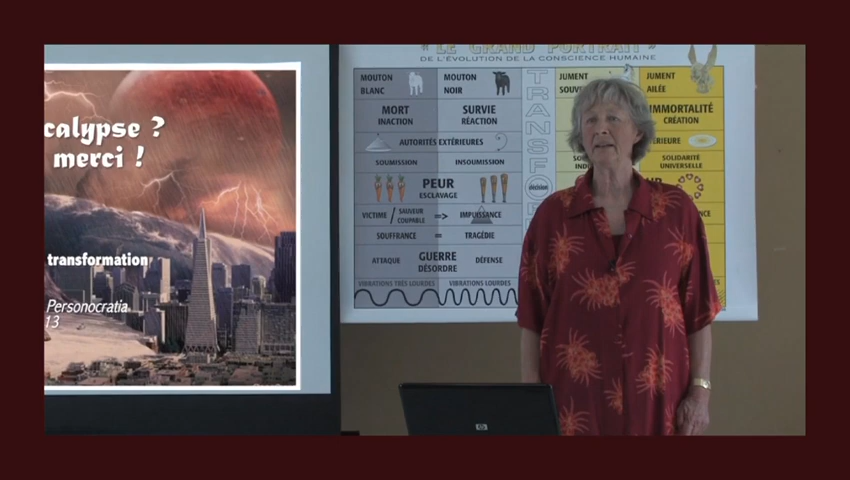 calypse ?
merci !
transformation
Personocratia
13
« LE GRAND PORTRAIT »
DE L'ÉVOLUTION DE LA CONSCIENCE HUMAINE
MOUTON BLANC
MOUTON NOIR
JUMENT
JUMENT AILÉE
MORT
INACTION
SURVIE
RÉACTION
IMMORTALITÉ
CRÉATION
AUTORITÉS EXTÉRIEURES
SOUMISSION
INSOUMISSION
SOLIDARITÉ
UNIVERSELLE
PEUR
ESCLAVAGE
décision
VICTIME / SAUVEUR COUPABLE => IMPUISSANCE
SOUFFRANCE = TRAGÉDIE
ATTAQUE
GUERRE
DÉSORDRE
DÉFENSE
VIBRATIONS TRÈS LOURDES
VIBRATIONS LOURDES
TRANSFO
hp